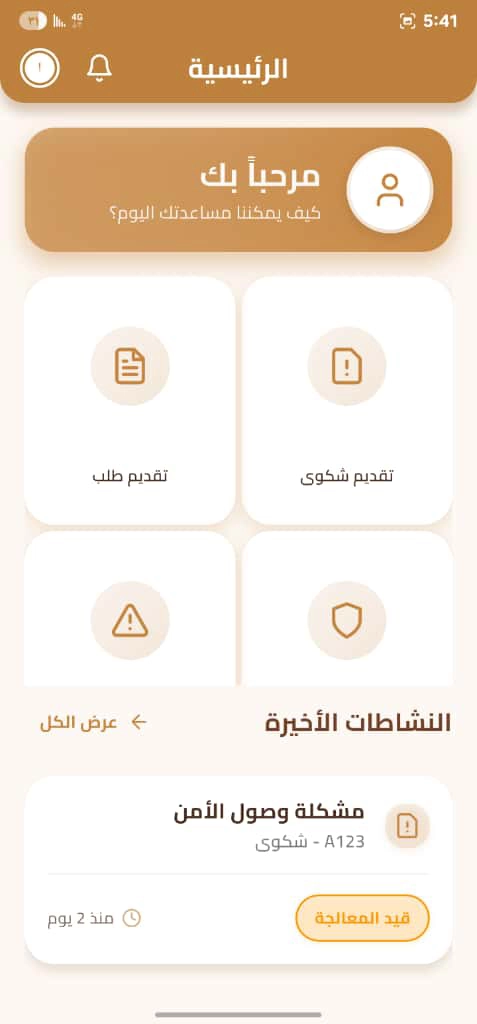 5:41
4G
الرئيسية
!
مرحباً بك
كيف يمكننا مساعدتك اليوم؟
تقديم شكوى
تقديم طلب
النشاطات الأخيرة
عرض الكل
مشكلة وصول الأمن
A123 - شكوى
قيد المعالجة
منذ 2 يوم